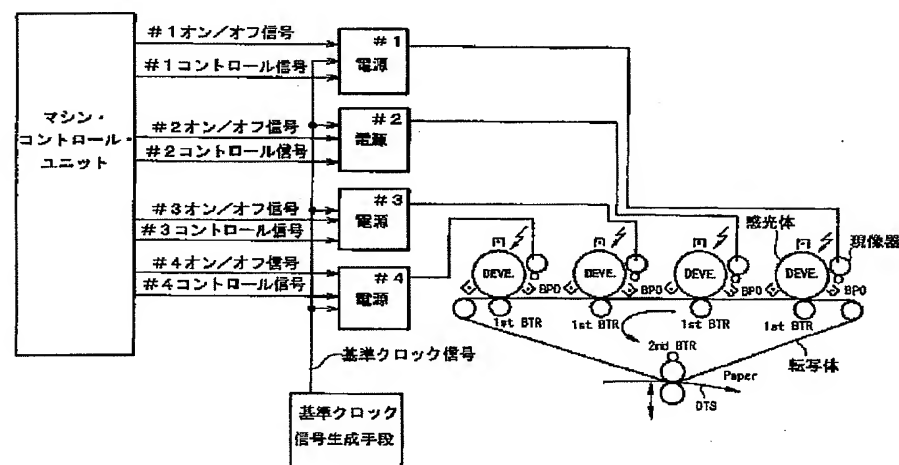 マシン・
コントロール・
ユニット
#1オン/オフ信号
#1コントロール信号
#2オン/オフ信号
#2コントロール信号
#3オン/オフ信号
#3コントロール信号
#4オン/オフ信号
#4コントロール信号
#1
電源
#2
電源
#3
電源
#4
電源
基準クロック信号
基準クロック
信号生成手段
感光体
現像器
DEVE.
DEVE.
DEVE.
DEVE.
BPO
BPO
BPO
BPO
1st BTR
1st BTR
1st BTR
1st BTR
2nd BTR
転写体
Paper
DTS